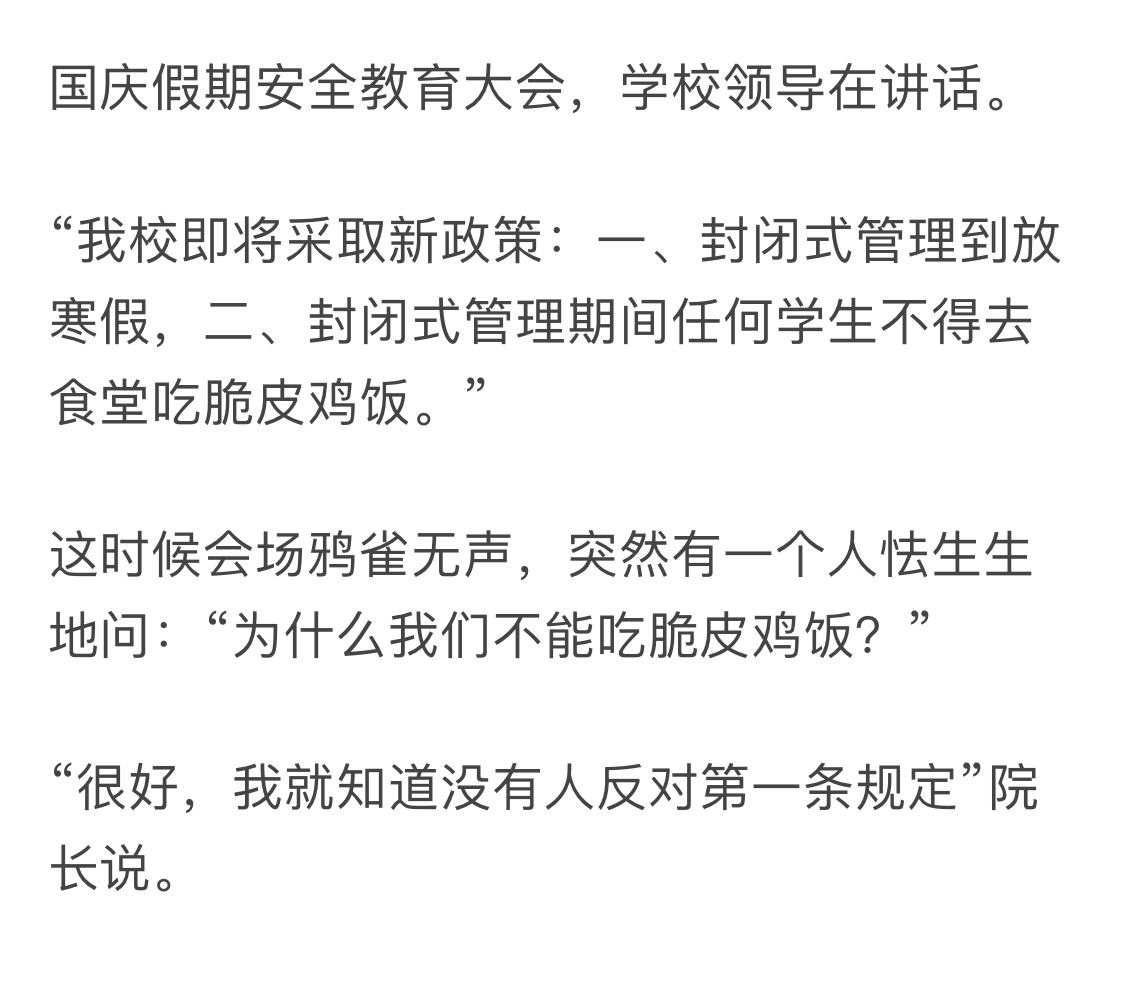 国庆假期安全教育大会，学校领导在讲话。
“我校即将采取新政策：一、封闭式管理到放
寒假，二、封闭式管理期间任何学生不得去
食堂吃脆皮鸡饭。”
这时候会场鸦雀无声，突然有一个人怯生生
地问：“为什么我们不能吃脆皮鸡饭？”
“很好，我就知道没有人反对第一条规定”院
长说。